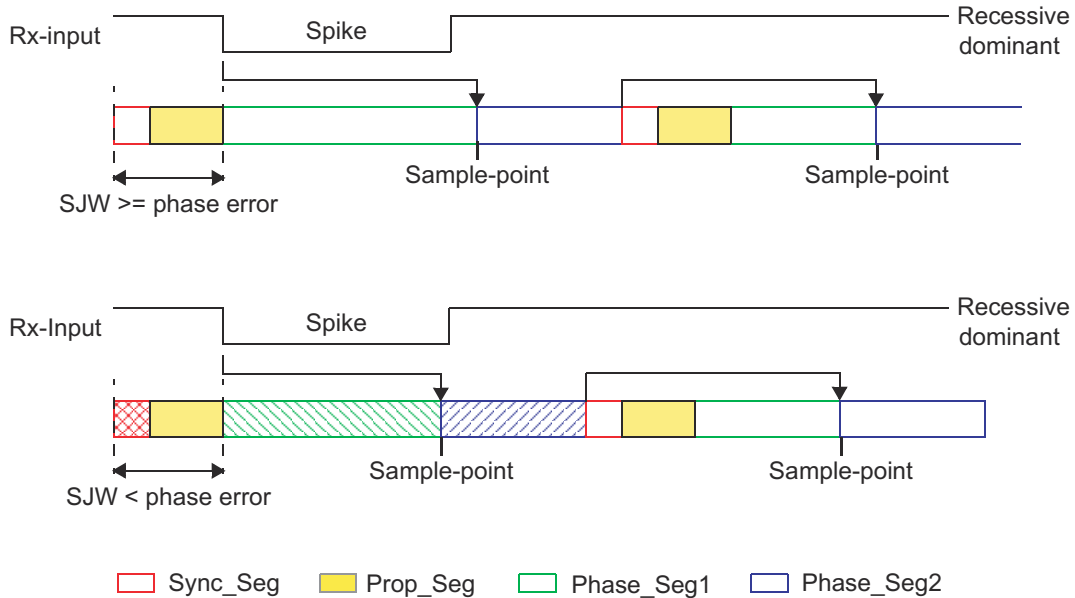 Rx-input
Spike
Recessive
dominant
Sample-point
Sample-point
SJW >= phase error
Rx-Input
Spike
Recessive
dominant
Sample-point
Sample-point
SJW < phase error
Sync_Seg
Prop_Seg
Phase_Seg1
Phase_Seg2